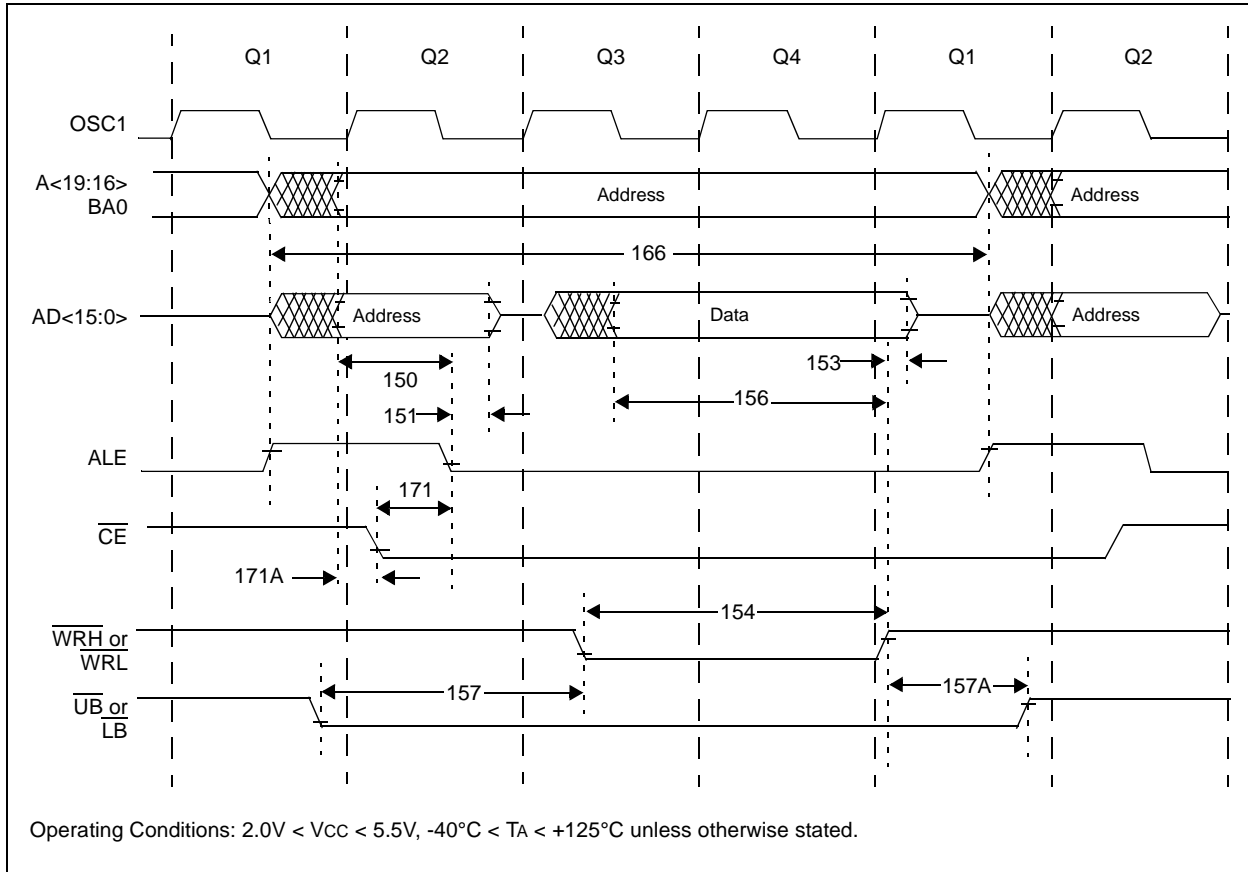 Q1 Q2 Q3 Q4 Q1 Q2
OSC1
A<19:16>
BA0
Address
Address
166
AD<15:0>
Address
Data
Address
150
153
151
156
ALE
171
CE
171A
154
WRH or
WRL
157
157A
UB or
LB
Operating Conditions: 2.0V < VCC < 5.5V, -40°C < TA < +125°C unless otherwise stated.